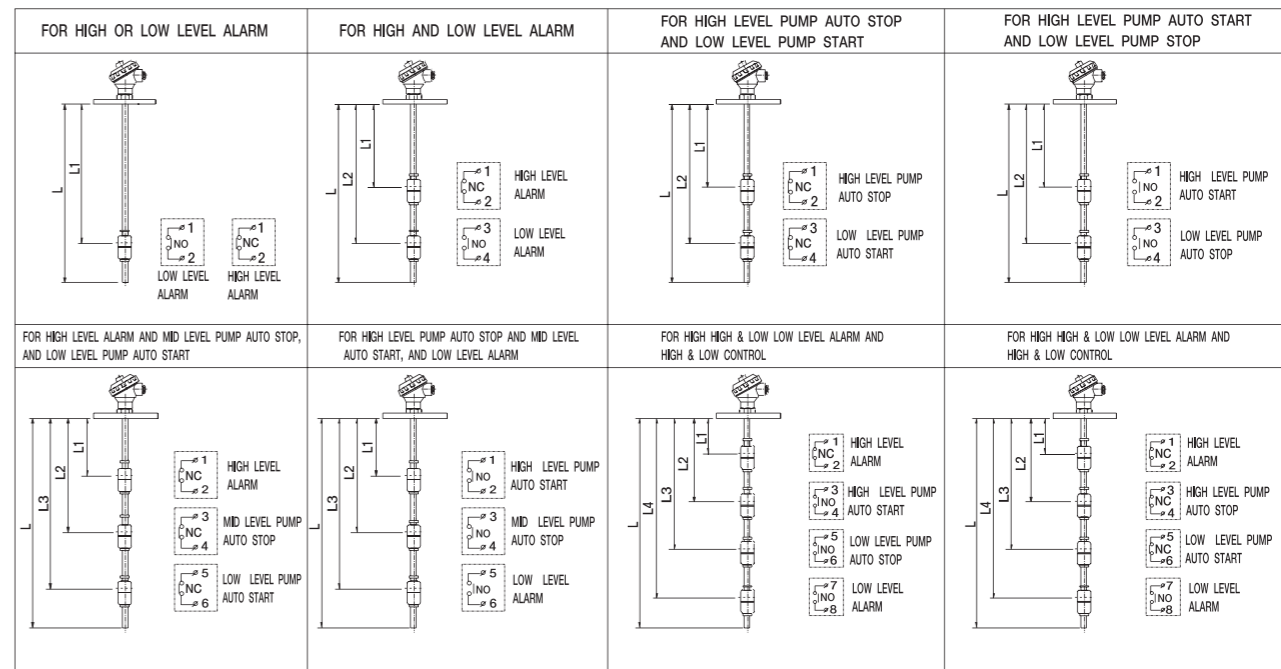 FOR HIGH OR LOW LEVEL ALARM
L
L1
1
NO
2
LOW LEVEL
ALARM
1
NC
2
HIGH LEVEL
ALARM
FOR HIGH AND LOW LEVEL ALARM
L
L2
L1
1
NC
2
HIGH LEVEL
ALARM
3
NO
4
LOW LEVEL
ALARM
FOR HIGH LEVEL PUMP AUTO STOP
AND LOW LEVEL PUMP START
L
L2
L1
1
NC
2
HIGH LEVEL PUMP
AUTO STOP
3
NC
4
LOW LEVEL PUMP
AUTO START
FOR HIGH LEVEL PUMP AUTO START
AND LOW LEVEL PUMP STOP
L
L2
L1
1
NO
2
HIGH LEVEL PUMP
AUTO START
3
NO
4
LOW LEVEL PUMP
AUTO STOP
FOR HIGH LEVEL ALARM AND MID LEVEL PUMP AUTO STOP,
AND LOW LEVEL PUMP AUTO START
L
L3
L2
L1
1
NC
2
HIGH LEVEL
ALARM
3
NC
4
MID LEVEL PUMP
AUTO STOP
5
NC
6
LOW LEVEL PUMP
AUTO START
FOR HIGH LEVEL PUMP AUTO STOP AND MID LEVEL
AUTO START, AND LOW LEVEL ALARM
L
L3
L2
L1
1
NO
2
HIGH LEVEL PUMP
AUTO START
3
NO
4
MID LEVEL PUMP
AUTO STOP
5
NO
6
LOW LEVEL
ALARM
FOR HIGH HIGH & LOW LOW LEVEL ALARM AND
HIGH & LOW CONTROL
L
L4
L3
L2
L1
1
NC
2
HIGH LEVEL
ALARM
3
NO
4
HIGH LEVEL PUMP
AUTO START
5
NO
6
LOW LEVEL PUMP
AUTO STOP
7
NO
8
LOW LEVEL
ALARM
FOR HIGH HIGH & LOW LOW LEVEL ALARM AND
HIGH & LOW CONTROL
L
L4
L3
L2
L1
1
NC
2
HIGH LEVEL
ALARM
3
NC
4
HIGH LEVEL PUMP
AUTO STOP
5
NC
6
LOW LEVEL PUMP
AUTO START
7
NO
8
LOW LEVEL
ALARM